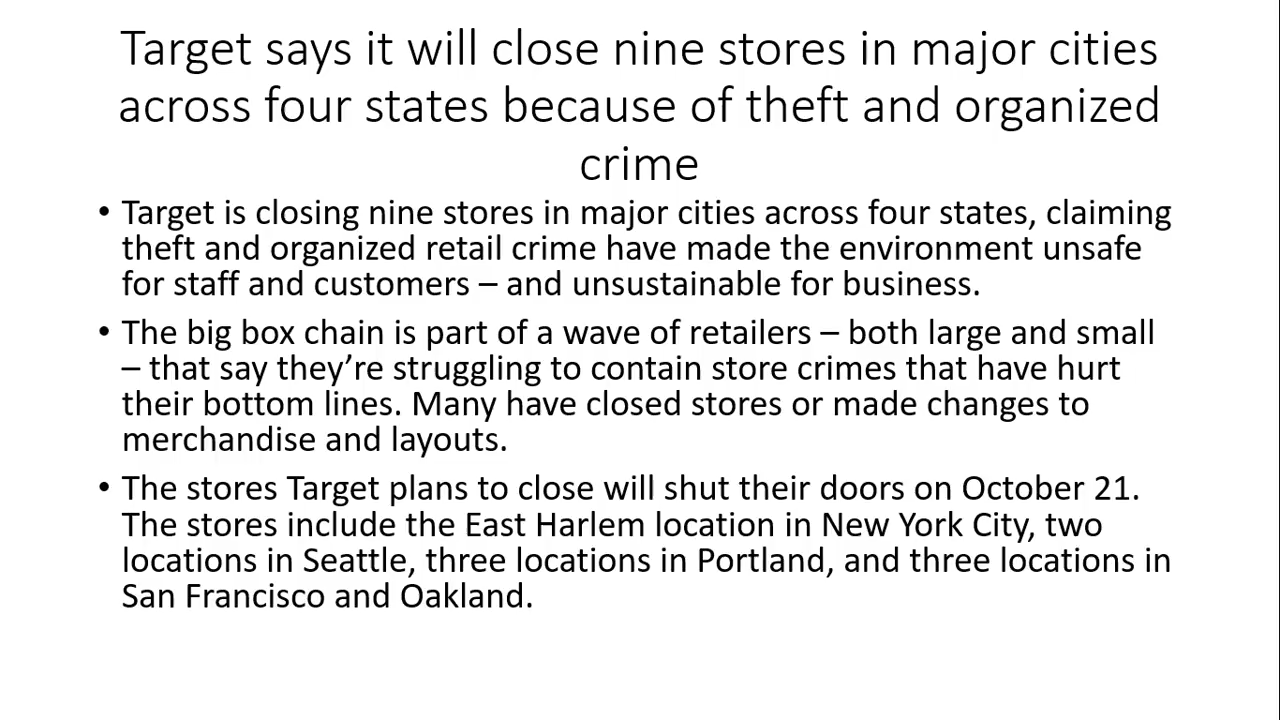 Target says it will close nine stores in major cities
across four states because of theft and organized
crime
• Target is closing nine stores in major cities across four states, claiming
theft and organized retail crime have made the environment unsafe
for staff and customers – and unsustainable for business.
• The big box chain is part of a wave of retailers – both large and small
– that say they’re struggling to contain store crimes that have hurt
their bottom lines. Many have closed stores or made changes to
merchandise and layouts.
• The stores Target plans to close will shut their doors on October 21.
The stores include the East Harlem location in New York City, two
locations in Seattle, three locations in Portland, and three locations in
San Francisco and Oakland.